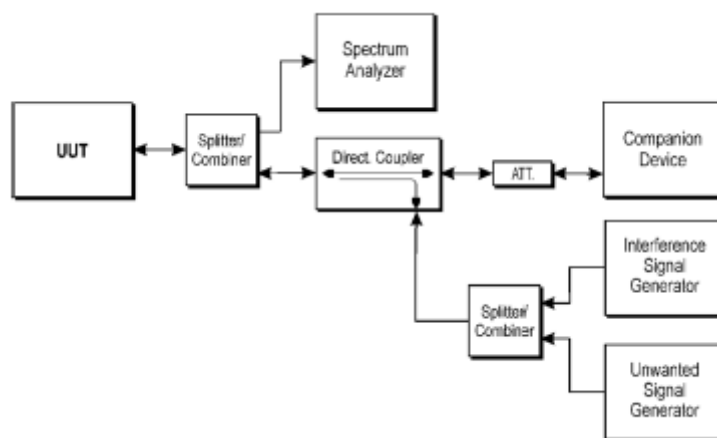 Spectrum
Analyzer
UUT
Splitter/
Combiner
Direct. Coupler
ATT.
Companion
Device
Interference
Signal
Generator
Splitter/
Combiner
Unwanted
Signal
Generator